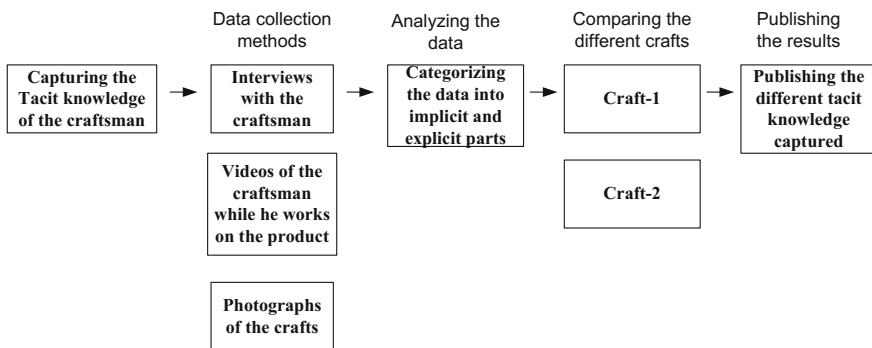 Data collection
methods
Analyzing the
data
Comparing the
different crafts
Publishing
the results
Capturing the
Tacit knowledge
of the craftsman
Interviews
with the
craftsman
Categorizing
the data into
implicit and
explicit parts
Craft-1
Publishing the
different tacit
knowledge
captured
Videos of the
craftsman
while he works
on the product
Craft-2
Photographs
of the crafts